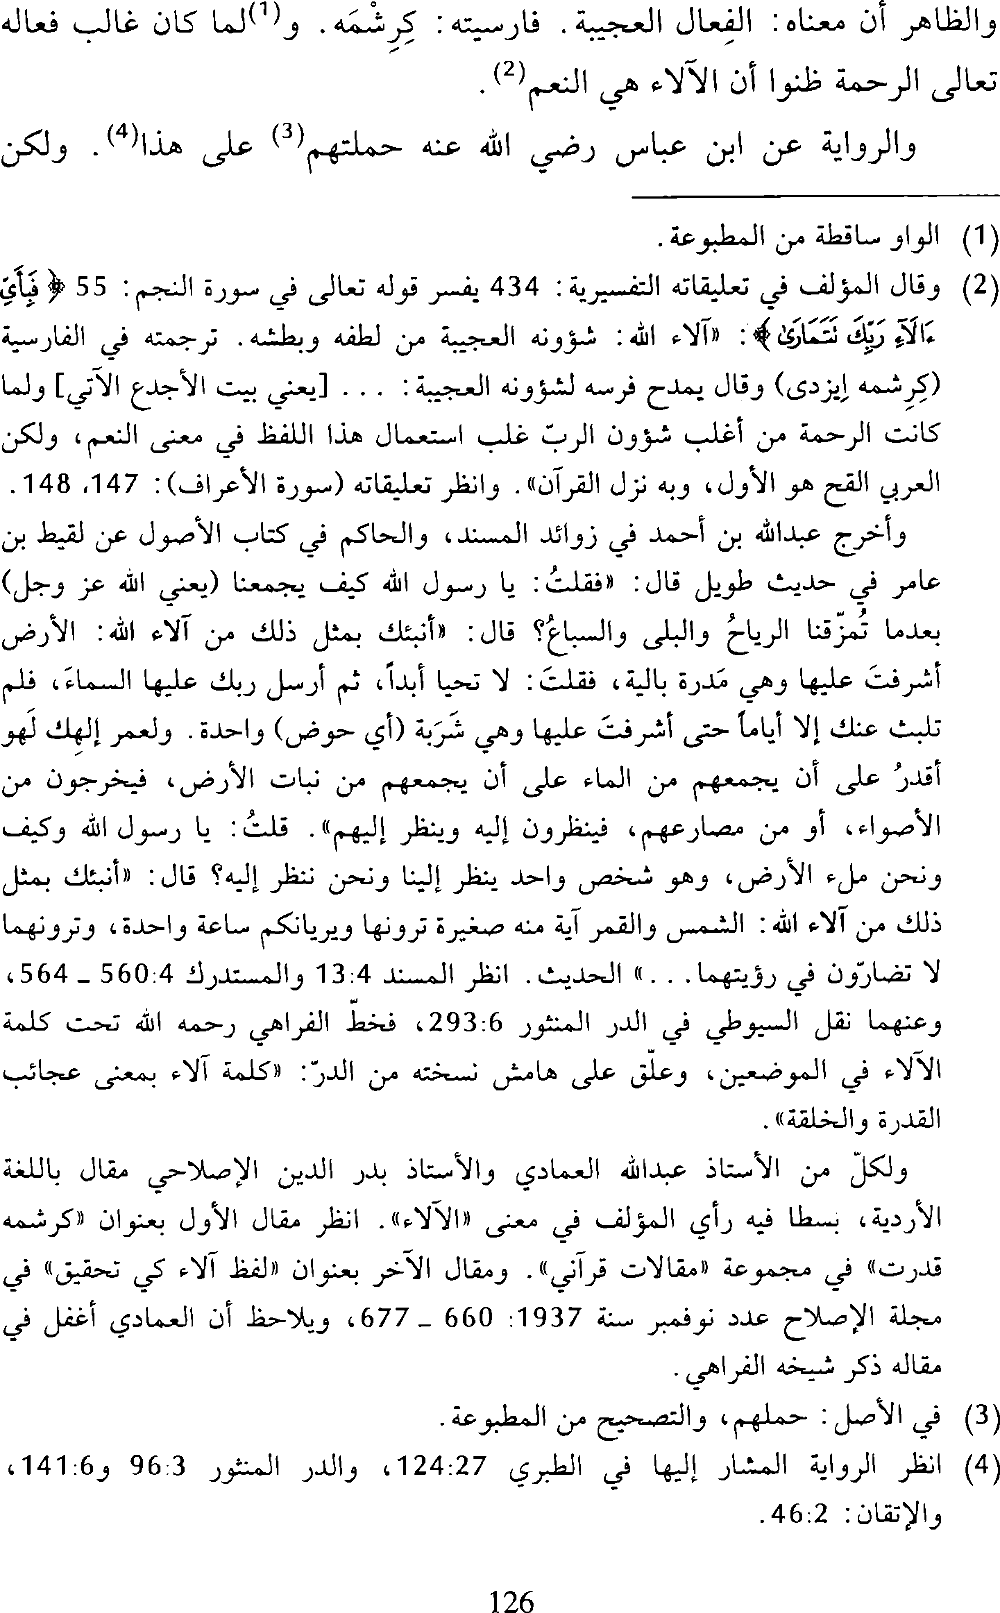 والظاهر أن معناه: الفِعال العجيبة. فارسيته: كِرِشْمَه. و(1)لما كان غالب فعاله
تعالى الرحمة ظنوا أن الآلاء هي النعم(2).
والرواية عن ابن عباس رضي الله عنه حملتهم(3) على هذا(4). ولكن
(1) الواو ساقطة من المطبوعة.
(2) وقال المؤلف في تعليقاته التفسيرية: 434 يفسر قوله تعالى في سورة النجم: 55 ﴿فَبِأَيِّ
ءَالَآءِ رَبِّكَ تَتَمَارَىٰ﴾: «آلاء الله: شؤونه العجيبة من لطفه وبطشه. ترجمته في الفارسية
(كِرِشمه إيزدى) وقال يمدح فرسه لشؤونه العجيبة: ... [يعني بيت الأجدع الآتي] ولما
كانت الرحمة من أغلب شؤون الربّ غلب استعمال هذا اللفظ في معنى النعم، ولكن
العربي القح هو الأول، وبه نزل القرآن». وانظر تعليقاته (سورة الأعراف): 147، 148.
وأخرج عبدالله بن أحمد في زوائد المسند، والحاكم في كتاب الأصول عن لقيط بن
عامر في حديث طويل قال: «فقلتُ: يا رسول الله كيف يجمعنا (يعني الله عز وجل)
بعدما تُمزّقنا الرياحُ والبلى والسباعُ؟ قال: «أنبئك بمثل ذلك من آلاء الله: الأرض
أشرفتَ عليها وهي مَدرة بالية، فقلتَ: لا تحيا أبداً، ثم أرسل ربك عليها السماءَ، فلم
تلبث عنك إلا أياماً حتى أشرفتَ عليها وهي شَرَبة (أي حوض) واحدة. ولعمر إلهِك لَهو
أقدرُ على أن يجمعهم من الماء على أن يجمعهم من نبات الأرض، فيخرجون من
الأصواء، أو من مصارعهم، فينظرون إليه وينظر إليهم». قلتُ: يا رسول الله وكيف
ونحن ملء الأرض، وهو شخص واحد ينظر إلينا ونحن ننظر إليه؟ قال: «أنبئك بمثل
ذلك من آلاء الله: الشمس والقمر آية منه صغيرة ترونها ويريانكم ساعة واحدة، وترونهما
لا تضارّون في رؤيتهما...» الحديث. انظر المسند 13:4 والمستدرك 560:4 ـ 564،
وعنهما نقل السيوطي في الدر المنثور 293:6، فخطّ الفراهي رحمه الله تحت كلمة
الآلاء في الموضعين، وعلّق على هامش نسخته من الدرّ: «كلمة آلاء بمعنى عجائب
القدرة والخلقة».
ولكلّ من الأستاذ عبدالله العمادي والأستاذ بدر الدين الإصلاحي مقال باللغة
الأردية، بسطا فيه رأي المؤلف في معنى «الآلاء». انظر مقال الأول بعنوان «كرشمه
قدرت» في مجموعة «مقالات قرآني». ومقال الآخر بعنوان «لفظ آلاء كي تحقيق» في
مجلة الإصلاح عدد نوفمبر سنة 1937: 660 ـ 677، ويلاحظ أن العمادي أغفل في
مقاله ذكر شيخه الفراهي.
(3) في الأصل: حملهم، والتصحيح من المطبوعة.
(4) انظر الرواية المشار إليها في الطبري 124:27، والدر المنثور 96:3 و141:6،
والإتقان: 46:2.
126